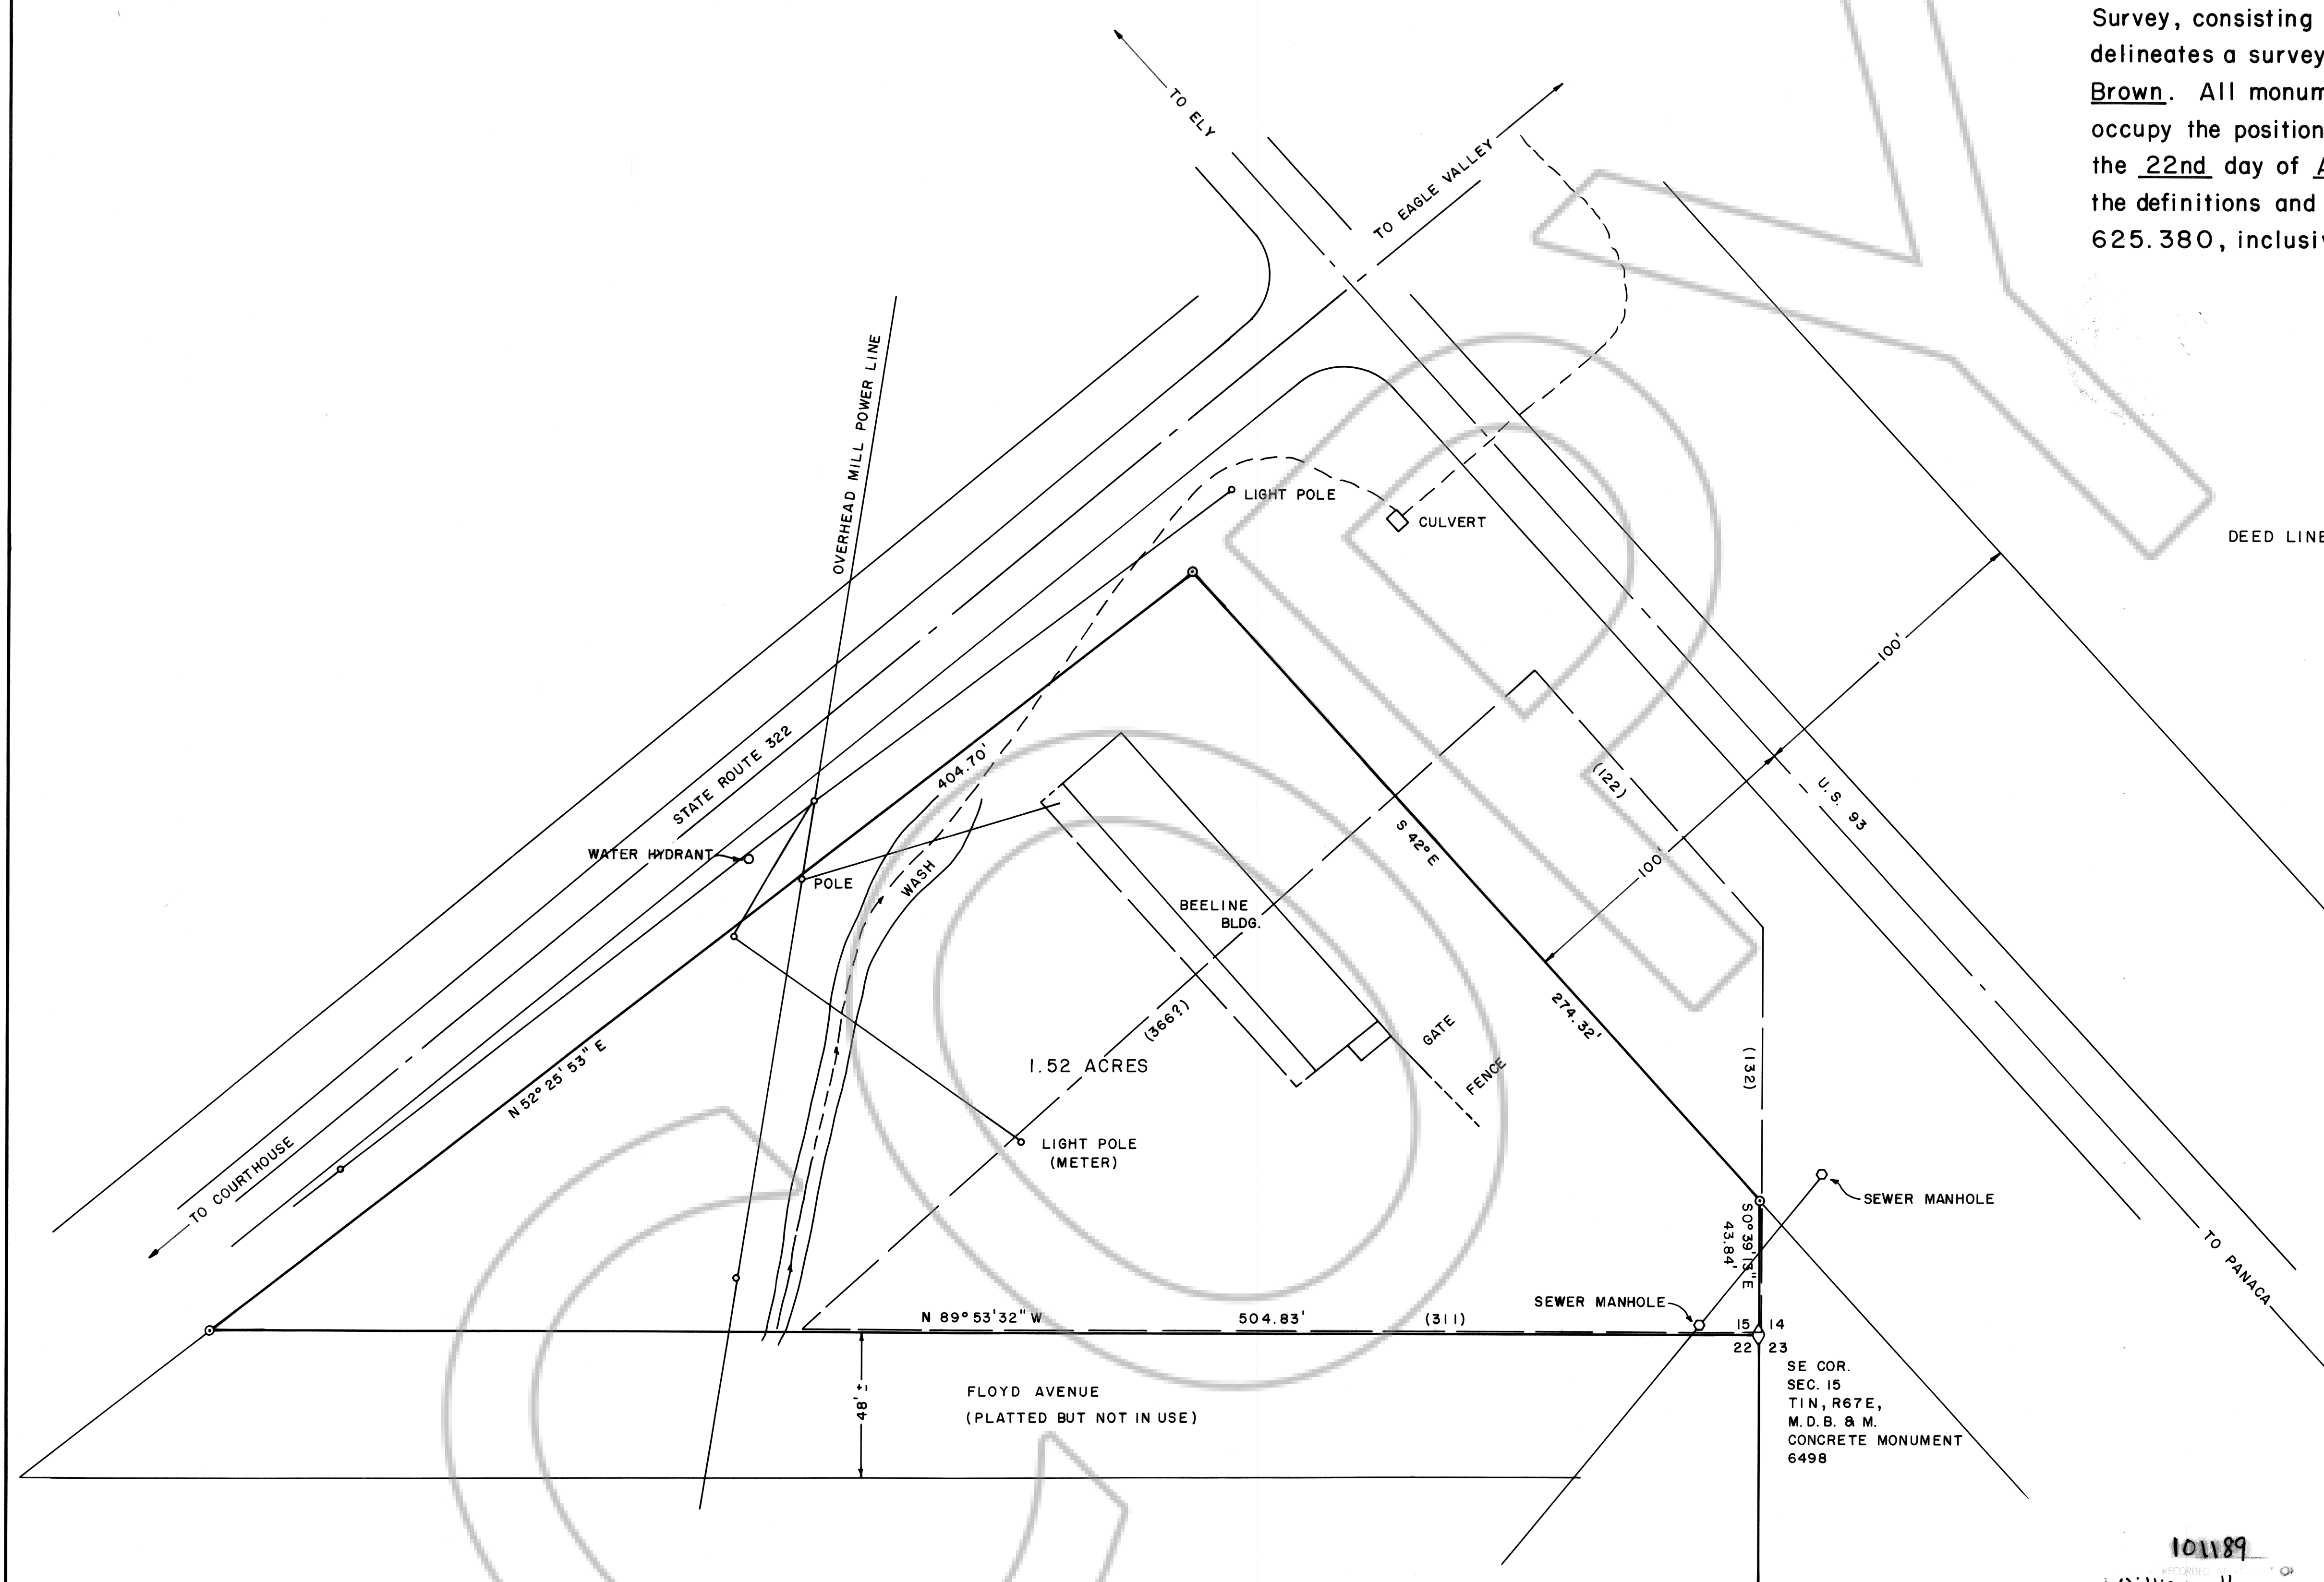 Survey, consisting
delineates a survey
Brown. All monum
occupy the position
the 22nd day of A
the definitions and
625.380, inclusiv
TO ELY
TO EAGLE VALLEY
OVERHEAD MILL POWER LINE
LIGHT POLE
CULVERT
DEED LINE
100'
STATE ROUTE 322
404.70'
(122)
U.S. 93
WATER HYDRANT
POLE
WASH
S 42° E
100'
BEELINE
BLDG.
(366?)
274.32'
GATE
FENCE
1.52 ACRES
N 52° 25' 53" E
(132)
TO COURTHOUSE
LIGHT POLE
(METER)
SEWER MANHOLE
S 0° 39' 13" E
43.84'
TO PANACA
SEWER MANHOLE
N 89° 53' 32" W 504.83' (311)
15 14
22 23
48' ±
FLOYD AVENUE
(PLATTED BUT NOT IN USE)
SE COR.
SEC. 15
T1N, R67E,
M.D.B. & M.
CONCRETE MONUMENT
6498
101189
COPY